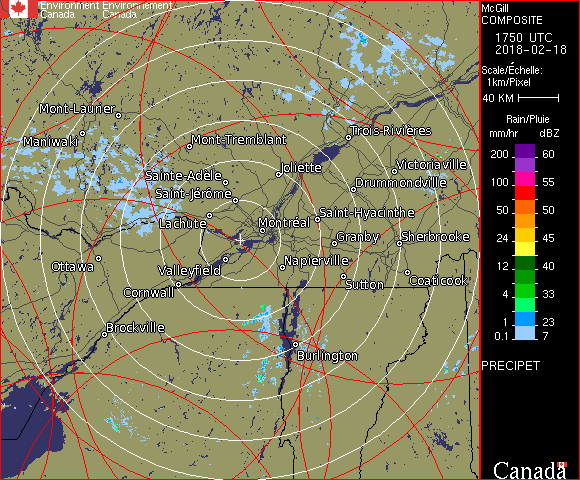 Environment Environnement
Canada Canada
McGill
COMPOSITE
1750 UTC
2018-02-18
Scale/Échelle:
1km/Pixel
40 KM
Rain/Pluie
mm/hr dBZ
200 60
100 55
50 50
24 45
12 40
4 33
1 23
0.1 7
PRECIPET
Canada
Mont-Laurier
Maniwaki
Mont-Tremblant
Trois-Rivières
Joliette
Victoriaville
Sainte-Adèle
Drummondville
Saint-Jérôme
Saint-Hyacinthe
Lachute
Montréal
Granby
Sherbrooke
Ottawa
Valleyfield
Napierville
Coaticook
Cornwall
Sutton
Brockville
Burlington